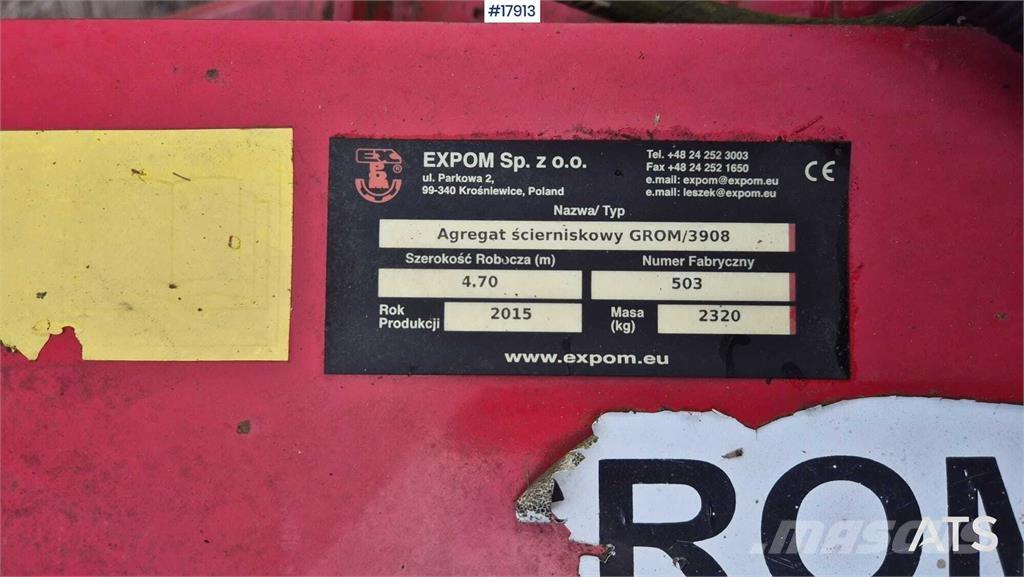 #17913
EXPOM
EXPOM Sp. z o.o.
ul. Parkowa 2,
99-340 Krośniewice, Poland
Tel. +48 24 252 3003
Fax +48 24 252 1650
e.mail: expom@expom.eu
e.mail: leszek@expom.eu
CE
Nazwa/ Typ
Agregat ścierniskowy GROM/3908
Szerokość Robocza (m)
Numer Fabryczny
4.70
503
Rok
Produkcji
2015
Masa
(kg)
2320
www.expom.eu
ROM
MASCUS
ATS